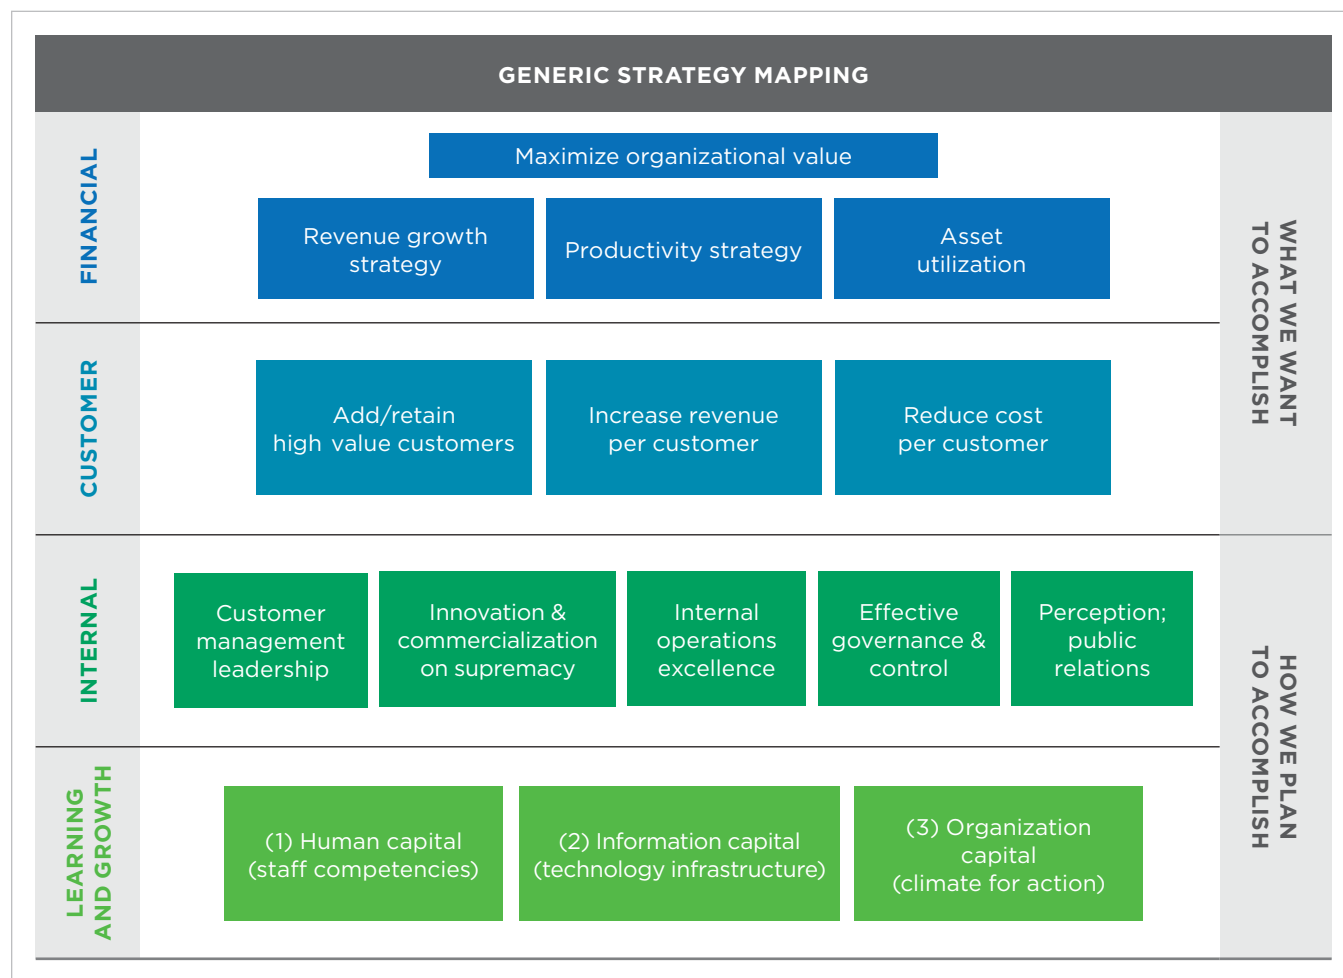 GENERIC STRATEGY MAPPING
FINANCIAL
Maximize organizational value
Revenue growth
strategy
Productivity strategy
Asset
utilization
WHAT WE WANT
TO ACCOMPLISH
CUSTOMER
Add/retain
high value customers
Increase revenue
per customer
Reduce cost
per customer
INTERNAL
Customer
management
leadership
Innovation &
commercialization
on supremacy
Internal
operations
excellence
Effective
governance &
control
Perception;
public
relations
HOW WE PLAN
TO ACCOMPLISH
LEARNING
AND GROWTH
(1) Human capital
(staff competencies)
(2) Information capital
(technology infrastructure)
(3) Organization
capital
(climate for action)